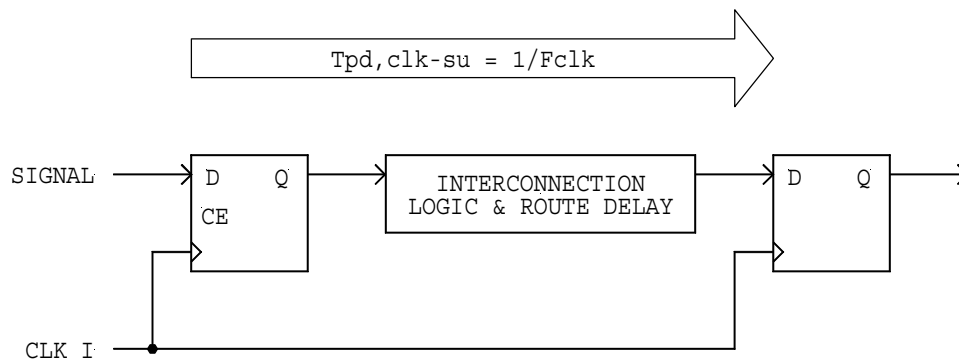 Tpd,clk-su = 1/Fclk
SIGNAL
D Q
CE
INTERCONNECTION
LOGIC & ROUTE DELAY
D Q
CLK I